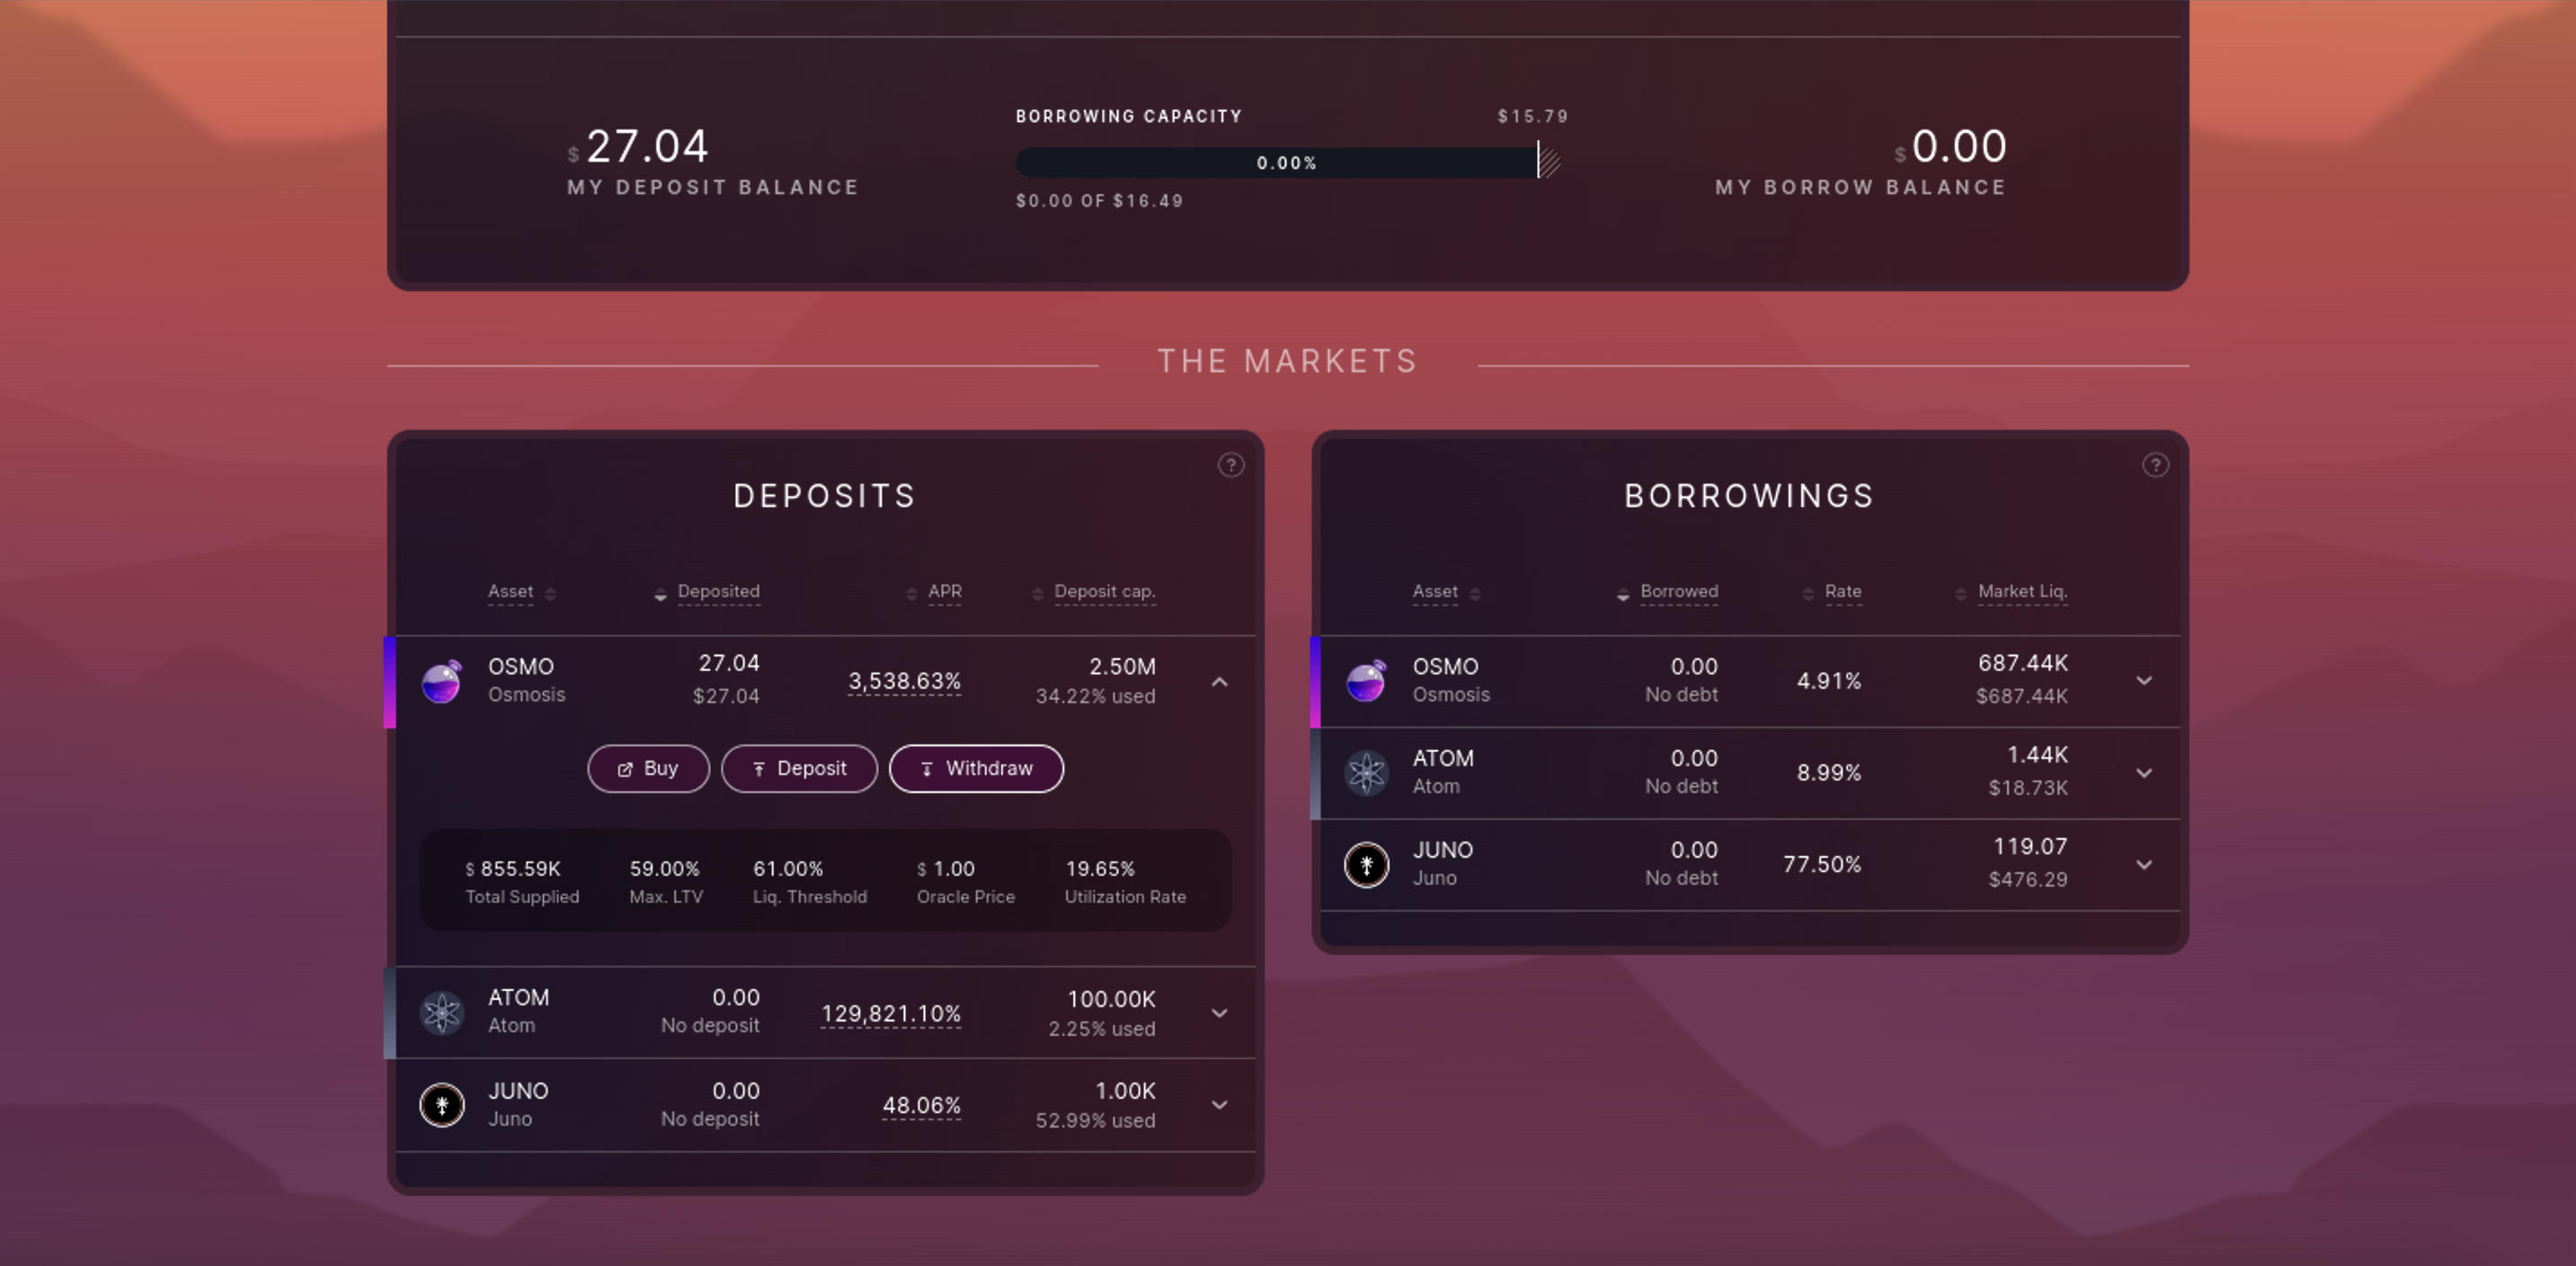 $27.04
MY DEPOSIT BALANCE
BORROWING CAPACITY $15.79
0.00%
$0.00 OF $16.49
$0.00
MY BORROW BALANCE
THE MARKETS
DEPOSITS
?
Asset Deposited APR Deposit cap.
OSMO 27.04 3,538.63% 2.50M
Osmosis $27.04 34.22% used
Buy Deposit Withdraw
$ 855.59K 59.00% 61.00% $ 1.00 19.65%
Total Supplied Max. LTV Liq. Threshold Oracle Price Utilization Rate
ATOM 0.00 129,821.10% 100.00K
Atom No deposit 2.25% used
JUNO 0.00 48.06% 1.00K
Juno No deposit 52.99% used
BORROWINGS
?
Asset Borrowed Rate Market Liq.
OSMO 0.00 4.91% 687.44K
Osmosis No debt $687.44K
ATOM 0.00 8.99% 1.44K
Atom No debt $18.73K
JUNO 0.00 77.50% 119.07
Juno No debt $476.29